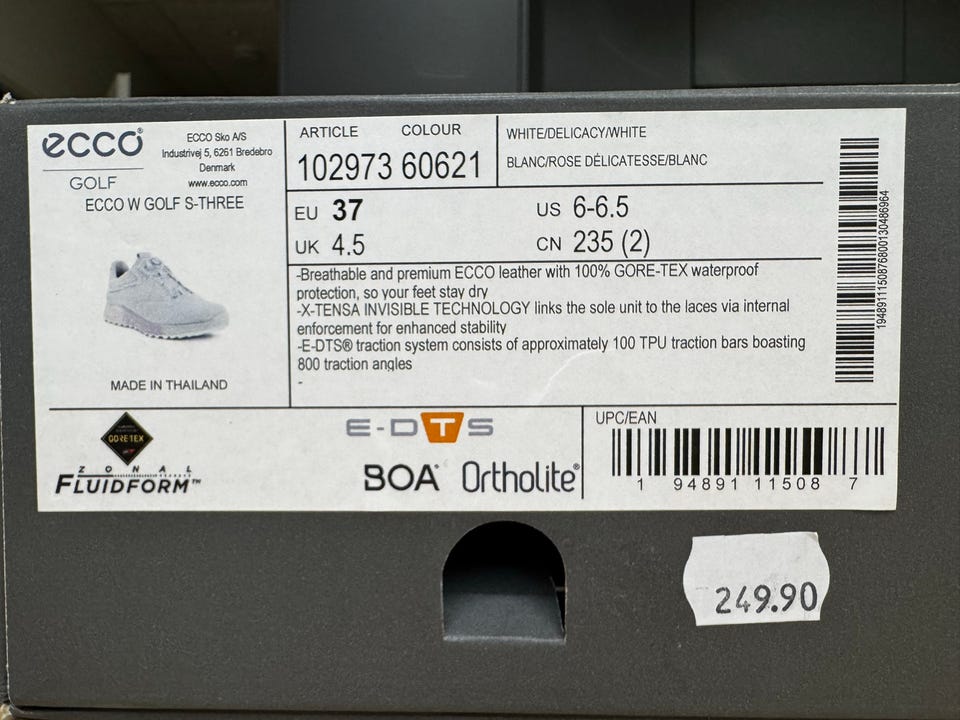 ecco®
GOLF
ECCO Sko A/S
Industrivej 5, 6261 Bredebro
Denmark
www.ecco.com
ECCO W GOLF S-THREE
MADE IN THAILAND
ARTICLE COLOUR
102973 60621
WHITE/DELICACY/WHITE
BLANC/ROSE DÉLICATESSE/BLANC
EU 37
US 6-6.5
UK 4.5
CN 235 (2)
-Breathable and premium ECCO leather with 100% GORE-TEX waterproof
protection, so your feet stay dry
-X-TENSA INVISIBLE TECHNOLOGY links the sole unit to the laces via internal
enforcement for enhanced stability
-E-DTS® traction system consists of approximately 100 TPU traction bars boasting
800 traction angles
-
1948911150876800130486964
GORE-TEX
ZONAL
FLUIDFORM™
E-DTS
BOA® Ortholite®
UPC/EAN
1 94891 11508 7
249.90